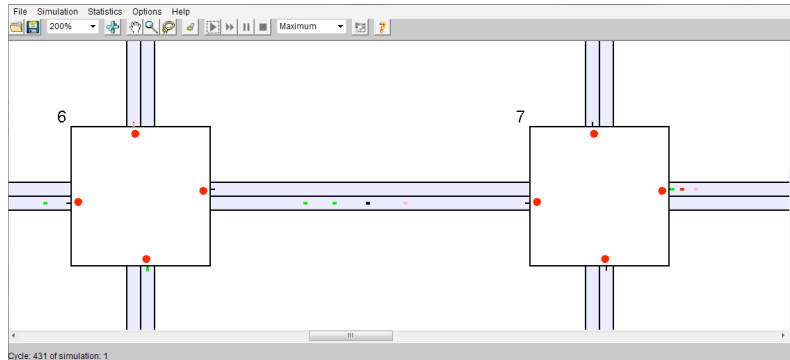 File Simulation Statistics Options Help
200% Maximum
6 7
Cycle: 431 of simulation: 1